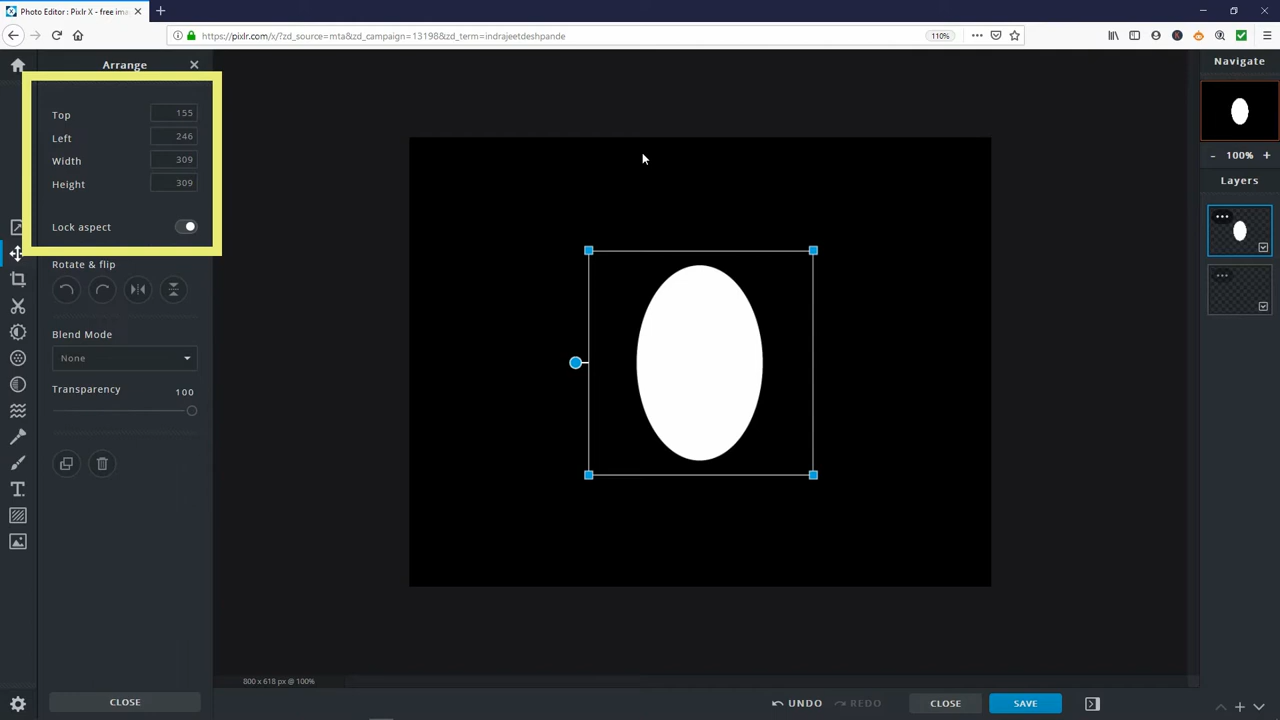 Photo Editor : Pixlr X - free ima
https://pixlr.com/x/?zd_source=mta&zd_campaign=13198&zd_term=indrajeetdeshpande
110%
Arrange
Top 155
Left 246
Width 309
Height 309
Lock aspect
Rotate & flip
Blend Mode
None
Transparency 100
CLOSE
800 x 618 px @ 100%
UNDO REDO CLOSE SAVE
Navigate
- 100% +
Layers